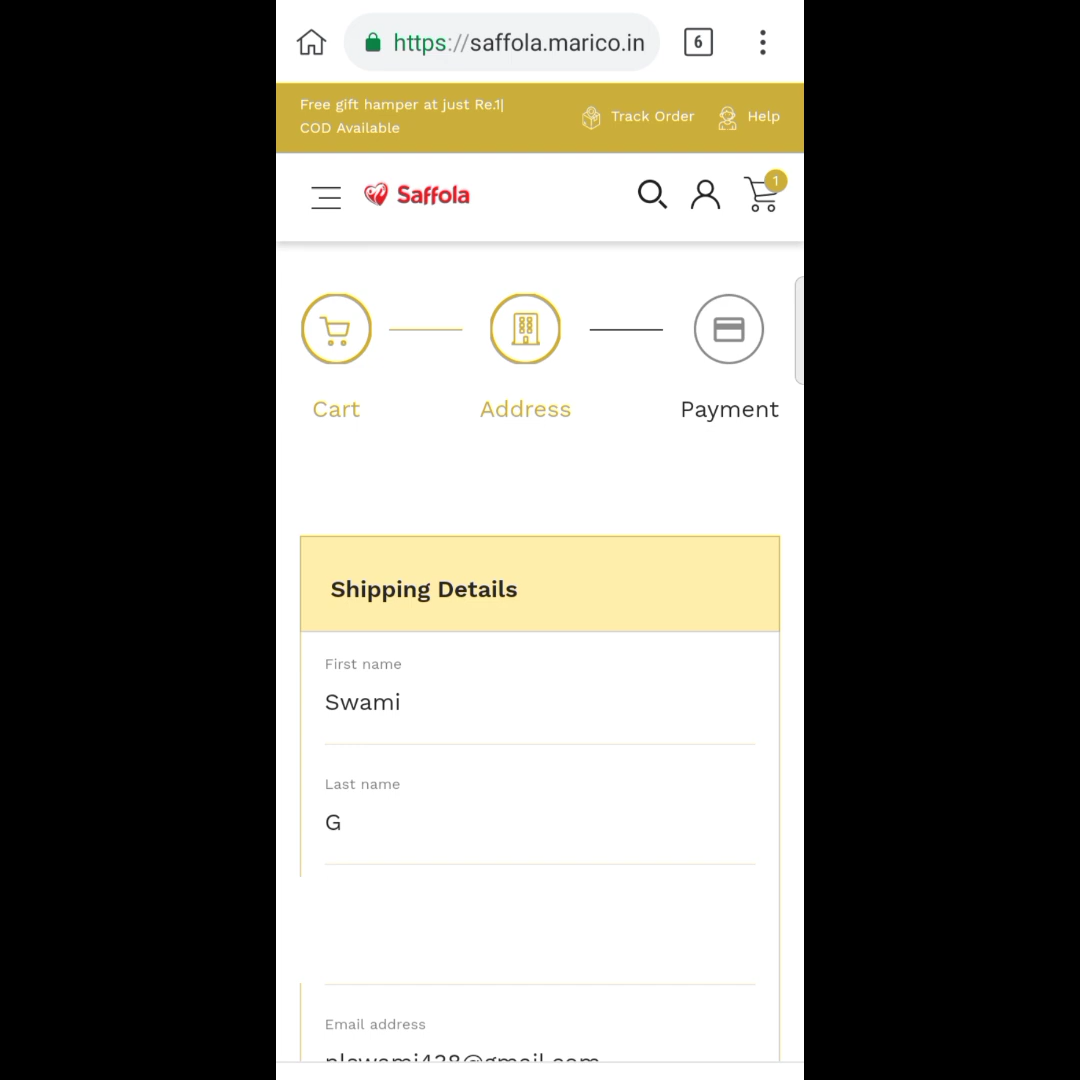 https://saffola.marico.in
6
Free gift hamper at just Re.1|
COD Available
Track Order
Help
Saffola
1
Cart
Address
Payment
Shipping Details
First name
Swami
Last name
G
Email address